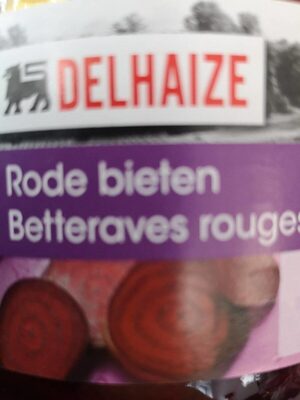 DELHAIZE
Rode bieten
Betteraves rouges